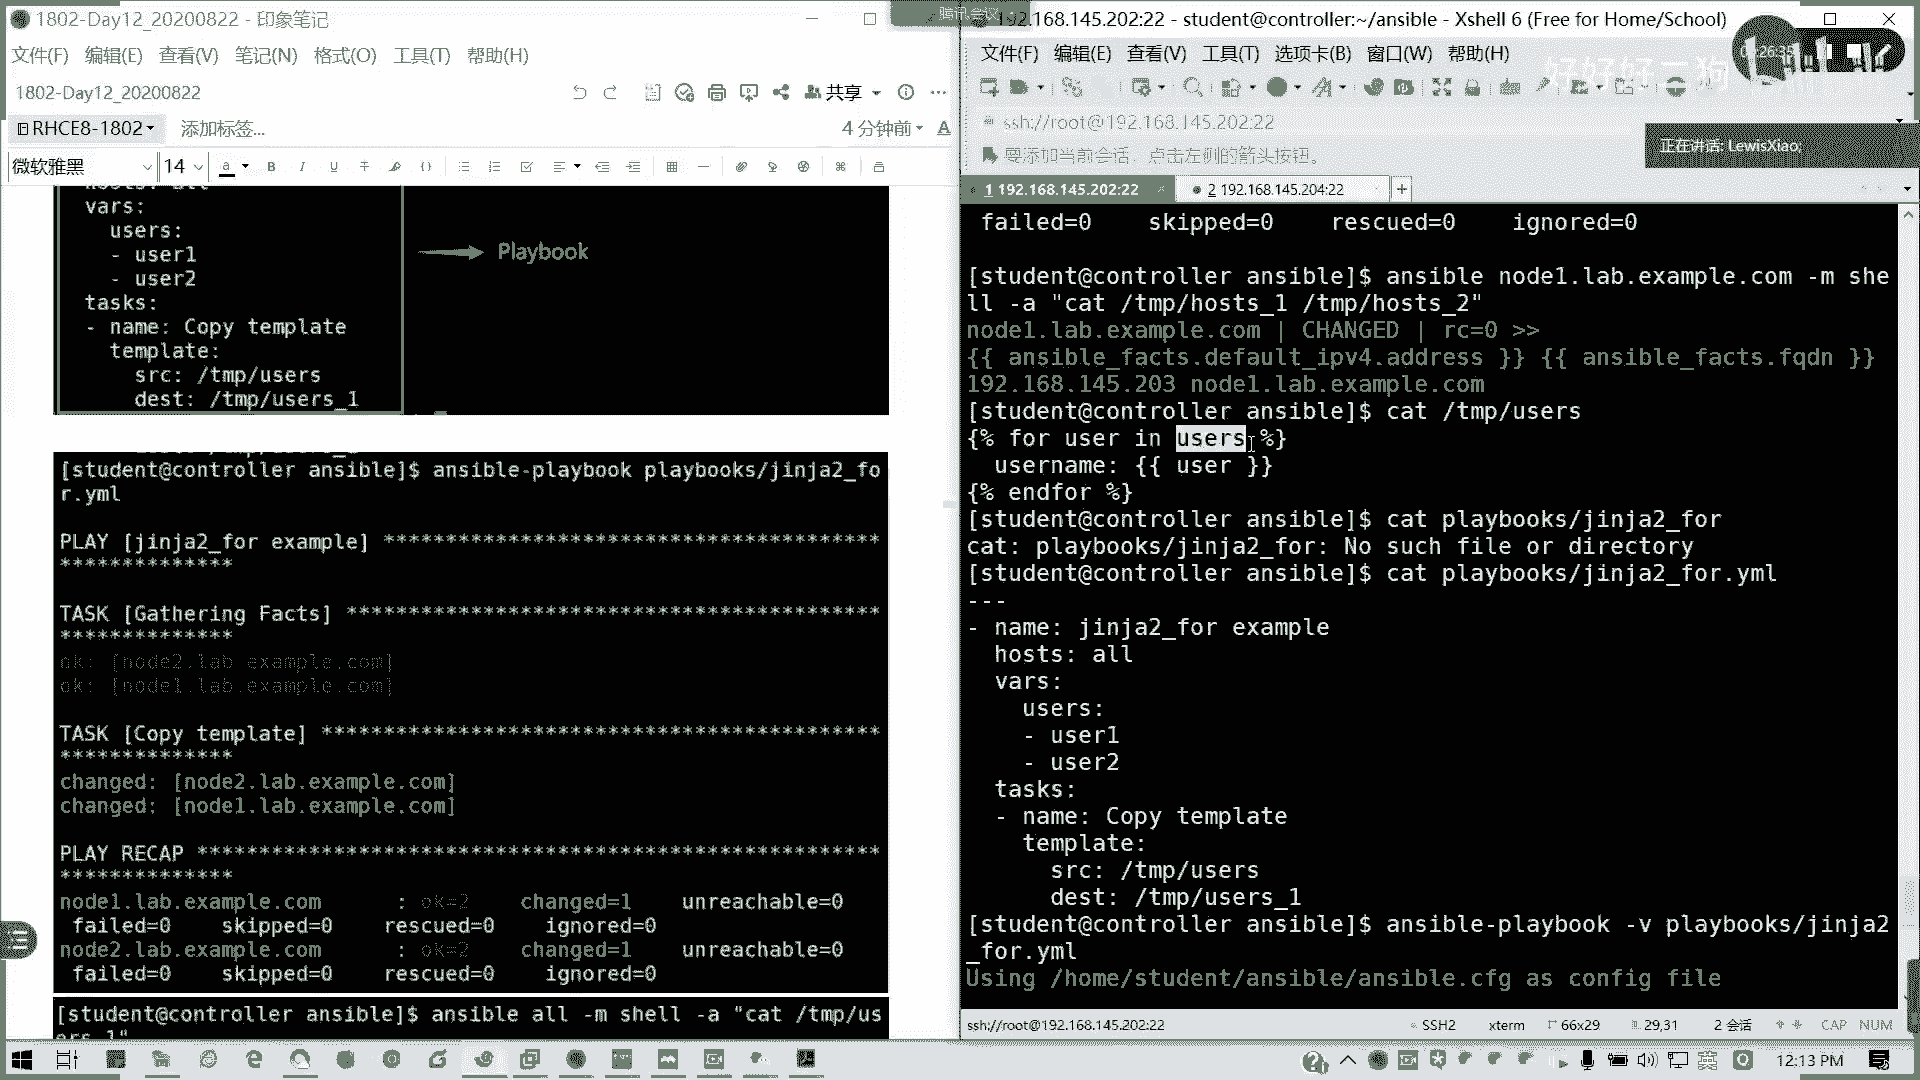 1802-Day12_20200822 - 印象笔记
文件(F) 编辑(E) 查看(V) 笔记(N) 格式(O) 工具(T) 帮助(H)
1802-Day12_20200822
共享
RHCE8-1802
添加标签...
4 分钟前
微软雅黑
14
vars:
users:
- user1
- user2
tasks:
- name: Copy template
template:
src: /tmp/users
dest: /tmp/users_1
Playbook
[student@controller ansible]$ ansible-playbook playbooks/jinja2_fo
r.yml
PLAY [jinja2_for example] ***************************************
**************
TASK [Gathering Facts] ******************************************
**************
ok: [node2.lab.example.com]
ok: [node1.lab.example.com]
TASK [Copy template] ********************************************
**************
changed: [node2.lab.example.com]
changed: [node1.lab.example.com]
PLAY RECAP ******************************************************
**************
node1.lab.example.com : ok=2 changed=1 unreachable=0
failed=0 skipped=0 rescued=0 ignored=0
node2.lab.example.com : ok=2 changed=1 unreachable=0
failed=0 skipped=0 rescued=0 ignored=0
[student@controller ansible]$ ansible all -m shell -a "cat /tmp/us
ers_1"
腾讯会议
192.168.145.202:22 - student@controller:~/ansible - Xshell 6 (Free for Home/School)
文件(F) 编辑(E) 查看(V) 工具(T) 选项卡(B) 窗口(W) 帮助(H)
好好好二狗
ssh://root@192.168.145.202:22
要添加当前会话，点击左侧的箭头按钮。
正在讲话: LewisXiao;
1 192.168.145.202:22
2 192.168.145.204:22
failed=0 skipped=0 rescued=0 ignored=0
[student@controller ansible]$ ansible node1.lab.example.com -m she
ll -a "cat /tmp/hosts_1 /tmp/hosts_2"
node1.lab.example.com | CHANGED | rc=0 >>
{{ ansible_facts.default_ipv4.address }} {{ ansible_facts.fqdn }}
192.168.145.203 node1.lab.example.com
[student@controller ansible]$ cat /tmp/users
{% for user in users %}
username: {{ user }}
{% endfor %}
[student@controller ansible]$ cat playbooks/jinja2_for
cat: playbooks/jinja2_for: No such file or directory
[student@controller ansible]$ cat playbooks/jinja2_for.yml
---
- name: jinja2_for example
hosts: all
vars:
users:
- user1
- user2
tasks:
- name: Copy template
template:
src: /tmp/users
dest: /tmp/users_1
[student@controller ansible]$ ansible-playbook -v playbooks/jinja2
_for.yml
Using /home/student/ansible/ansible.cfg as config file
ssh://root@192.168.145.202:22
SSH2 xterm 66x29 29,31 2 会话 CAP NUM
英
12:13 PM